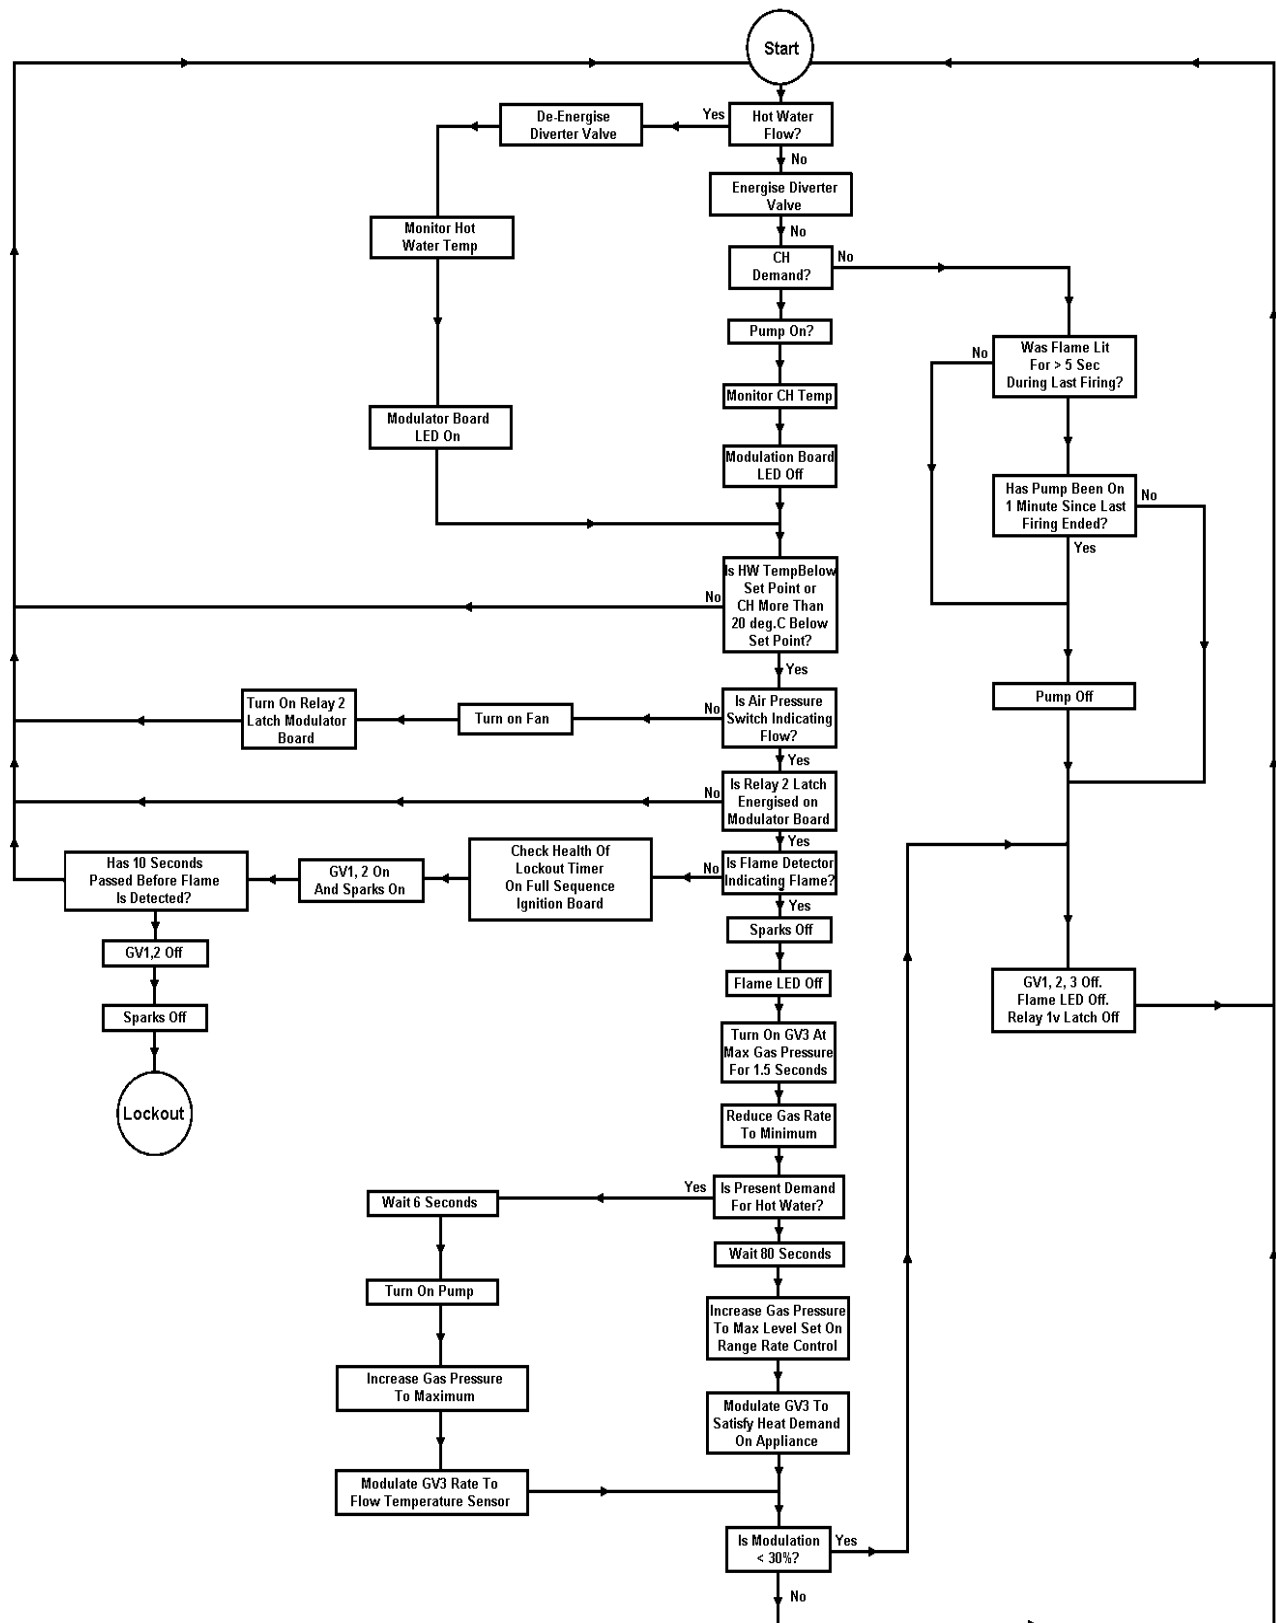 Start
Hot Water
Flow?
Yes
De-Energise
Diverter Valve
No
Energise Diverter
Valve
No
Monitor Hot
Water Temp
CH
Demand?
No
Pump On?
Was Flame Lit
For > 5 Sec
During Last Firing?
No
Monitor CH Temp
Modulator Board
LED On
Modulation Board
LED Off
Has Pump Been On
1 Minute Since Last
Firing Ended?
No
Yes
Is HW TempBelow
Set Point or
CH More Than
20 deg.C Below
Set Point?
No
Yes
Pump Off
Turn On Relay 2
Latch Modulator
Board
Turn on Fan
No
Is Air Pressure
Switch Indicating
Flow?
Yes
Is Relay 2 Latch
Energised on
Modulator Board
No
Yes
Has 10 Seconds
Passed Before Flame
Is Detected?
GV1, 2 On
And Sparks On
Check Health Of
Lockout Timer
On Full Sequence
Ignition Board
No
Is Flame Detector
Indicating Flame?
Yes
Sparks Off
GV1,2 Off
Flame LED Off
GV1, 2, 3 Off.
Flame LED Off.
Relay 1v Latch Off
Sparks Off
Turn On GV3 At
Max Gas Pressure
For 1.5 Seconds
Lockout
Reduce Gas Rate
To Minimum
Is Present Demand
For Hot Water?
Yes
Wait 6 Seconds
Wait 80 Seconds
Turn On Pump
Increase Gas Pressure
To Max Level Set On
Range Rate Control
Increase Gas Pressure
To Maximum
Modulate GV3 To
Satisfy Heat Demand
On Appliance
Modulate GV3 Rate To
Flow Temperature Sensor
Is Modulation
< 30%?
Yes
No